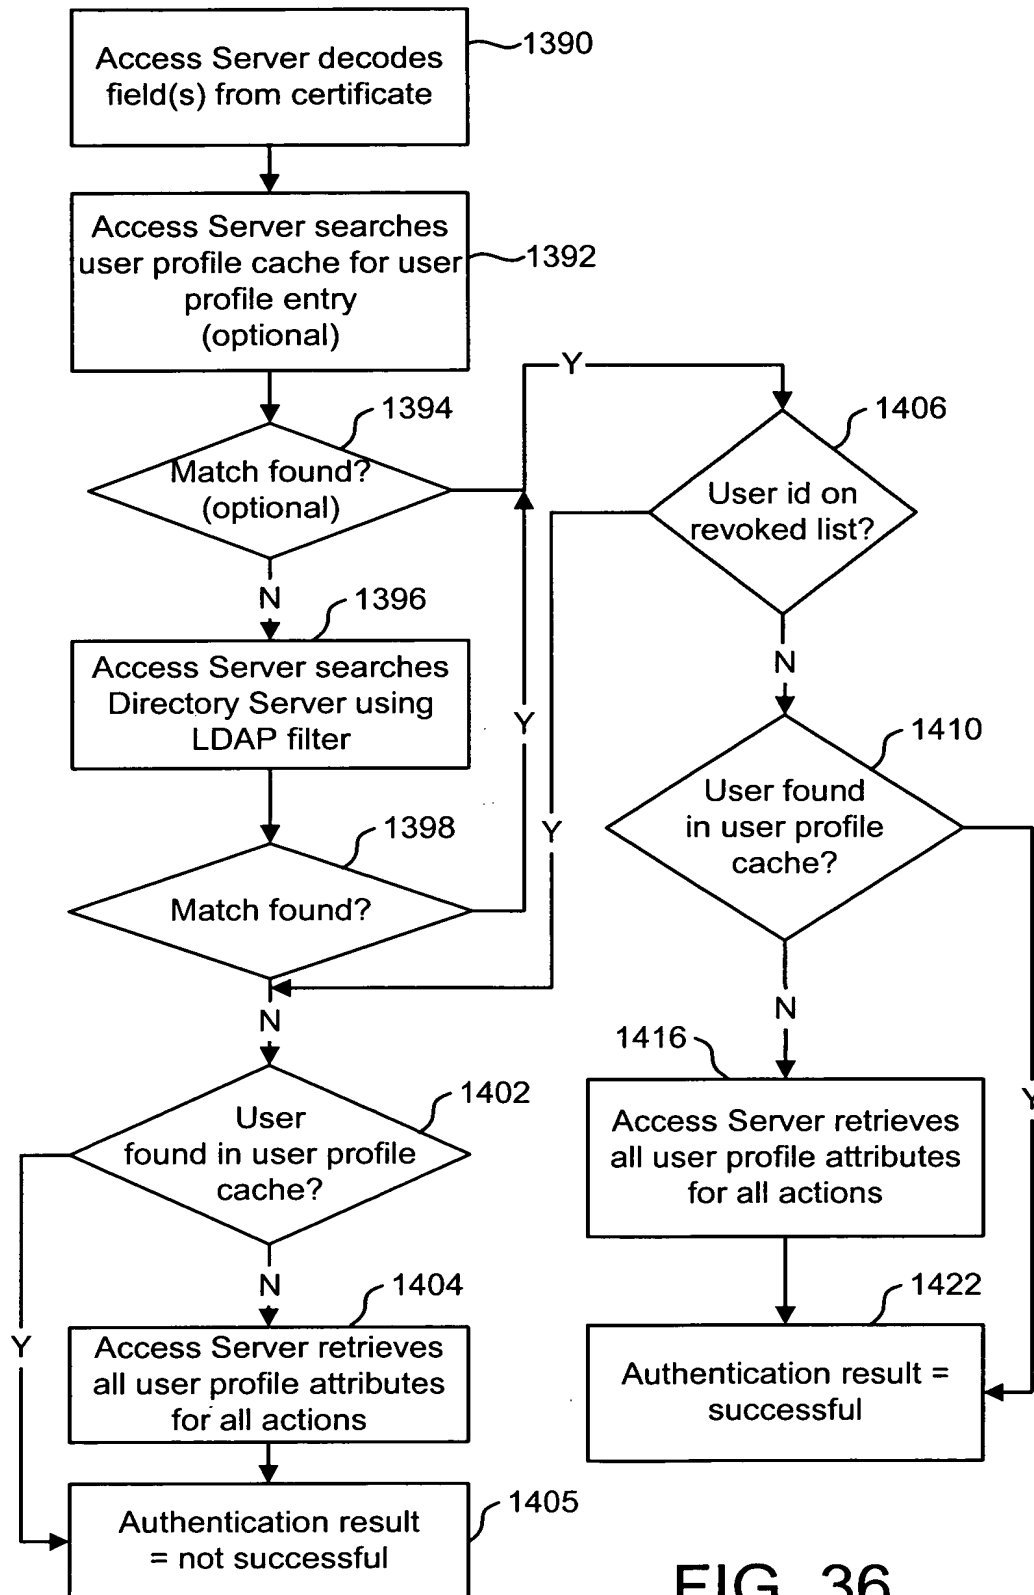 Access Server decodes
field(s) from certificate
1390
Access Server searches
user profile cache for user
profile entry
(optional)
1392
Y
1394
Match found?
(optional)
1406
User id on
revoked list?
N
1396
Access Server searches
Directory Server using
LDAP filter
N
Y
1410
User found
in user profile
cache?
1398
Match found?
Y
N
N
1416
Access Server retrieves
all user profile attributes
for all actions
Y
1402
User
found in user profile
cache?
N
1404
Access Server retrieves
all user profile attributes
for all actions
Y
1422
Authentication result =
successful
1405
Authentication result
= not successful
FIG. 36